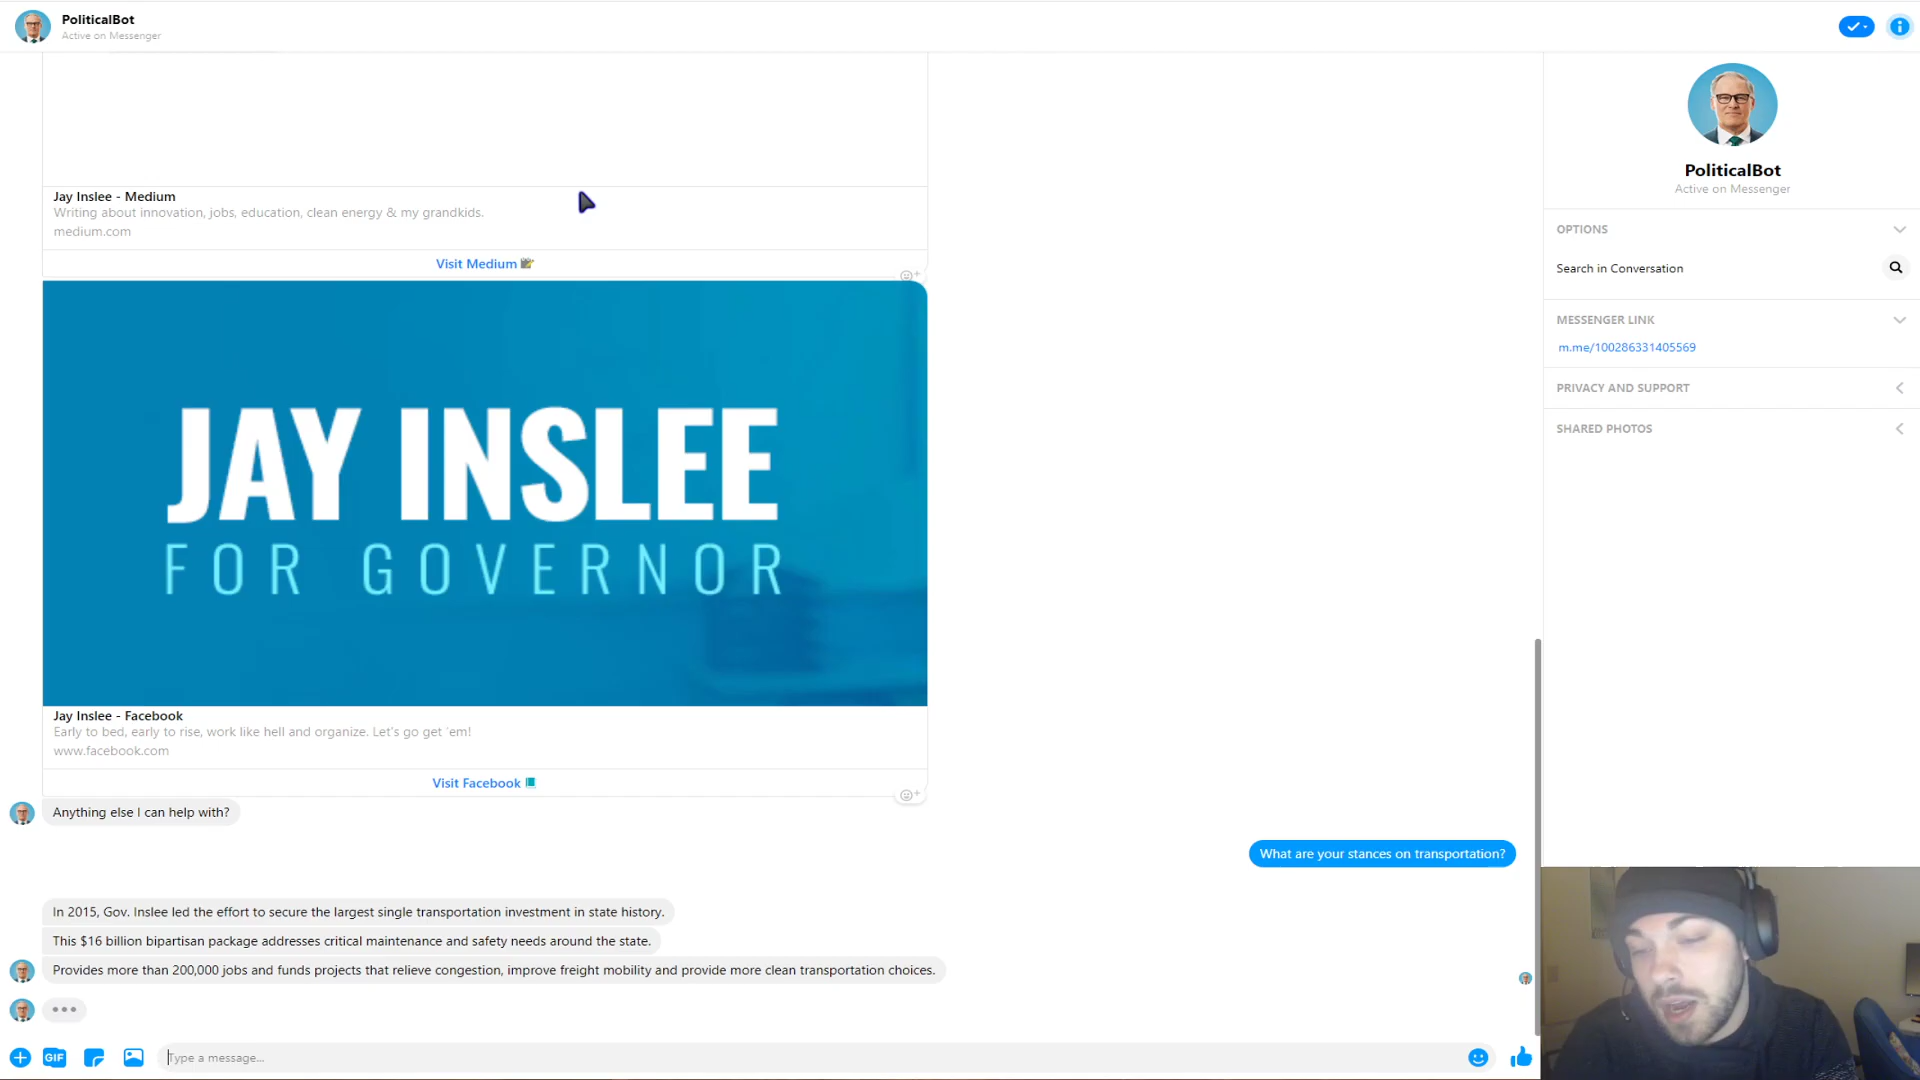 PoliticalBot
Active on Messenger
Jay Inslee - Medium
Writing about innovation, jobs, education, clean energy & my grandkids.
medium.com
Visit Medium
JAY INSLEE
FOR GOVERNOR
Jay Inslee - Facebook
Early to bed, early to rise, work like hell and organize. Let's go get 'em!
www.facebook.com
Visit Facebook
Anything else I can help with?
What are your stances on transportation?
In 2015, Gov. Inslee led the effort to secure the largest single transportation investment in state history.
This $16 billion bipartisan package addresses critical maintenance and safety needs around the state.
Provides more than 200,000 jobs and funds projects that relieve congestion, improve freight mobility and provide more clean transportation choices.
GIF
Type a message...
PoliticalBot
Active on Messenger
OPTIONS
Search in Conversation
MESSENGER LINK
m.me/100286331405569
PRIVACY AND SUPPORT
SHARED PHOTOS